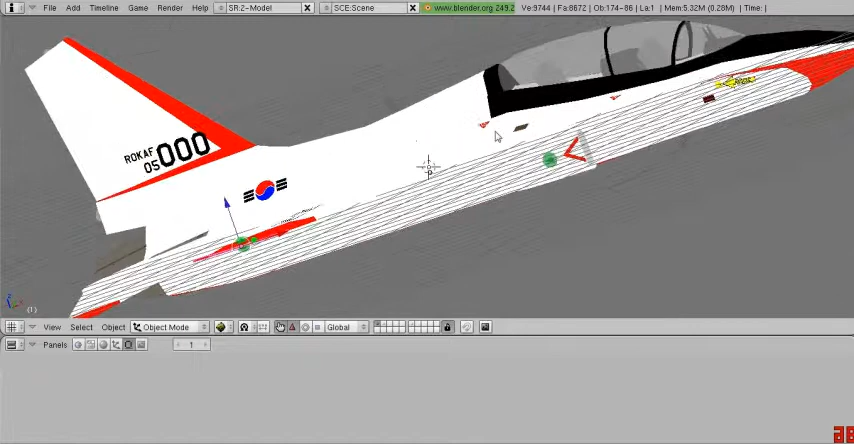 File Add Timeline Game Render Help SR:2-Model SCE:Scene www.blender.org 249.2 Ve:9744 | Fa:8672 | Ob:174-86 | La:1 | Mem:5.32M (0.28M) | Time: |
ROKAF
05 000
(1)
View Select Object Object Mode Global
Panels 1